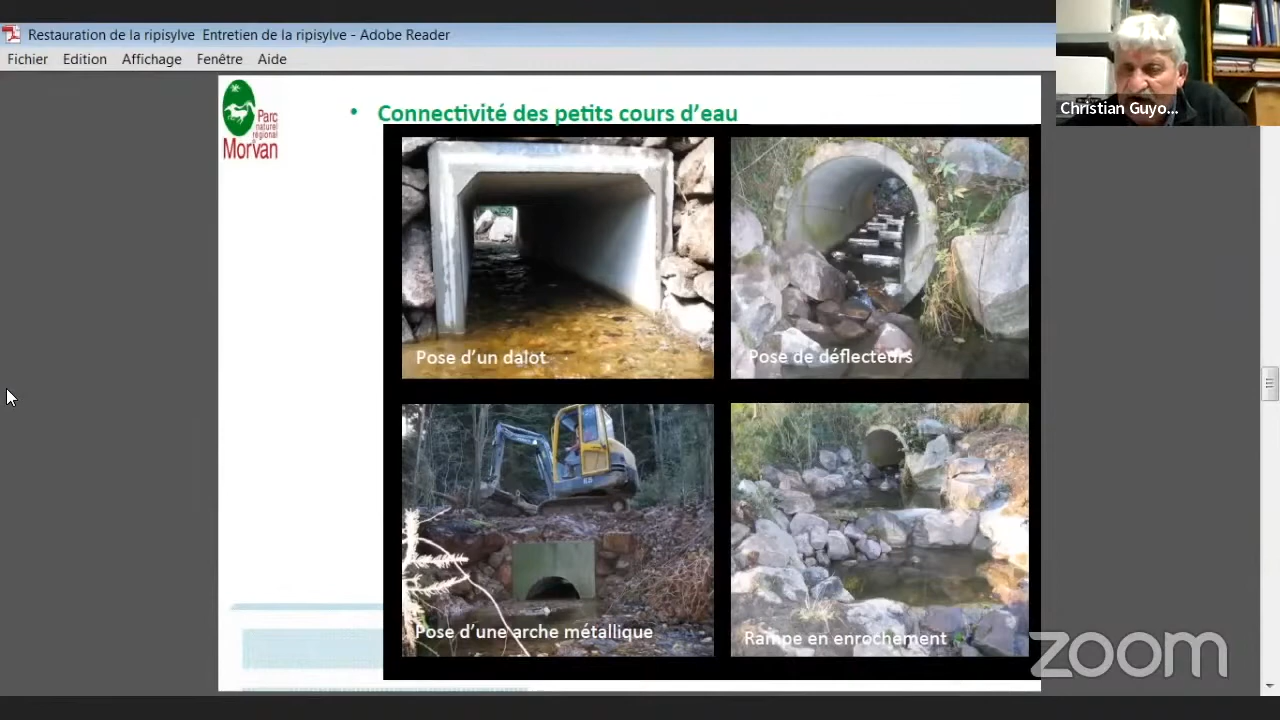 Restauration de la ripisylve Entretien de la ripisylve - Adobe Reader
Fichier Edition Affichage Fenêtre Aide
Christian Guyo...
Parc
naturel
régional
Morvan
• Connectivité des petits cours d’eau
Pose d’un dalot
Pose de déflecteurs
Pose d’une arche métallique
Rampe en enrochement
zoom